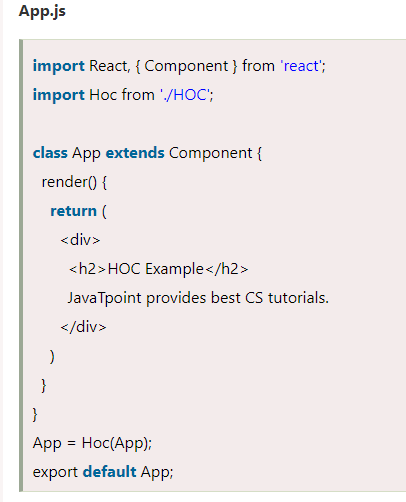 App.js
import React, { Component } from 'react';
import Hoc from './HOC';
class App extends Component {
render() {
return (
<div>
<h2>HOC Example</h2>
JavaTpoint provides best CS tutorials.
</div>
)
}
}
App = Hoc(App);
export default App;